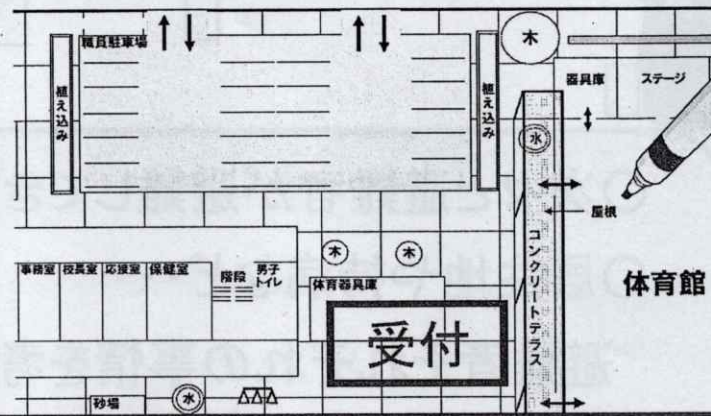 職員駐車場
植え込み
植え込み
木
器具庫
ステージ
水
屋根
コンクリートテラス
体育館
木
木
事務室
校長室
応接室
保健室
階段
男子
トイレ
体育器具庫
受付
砂場
水